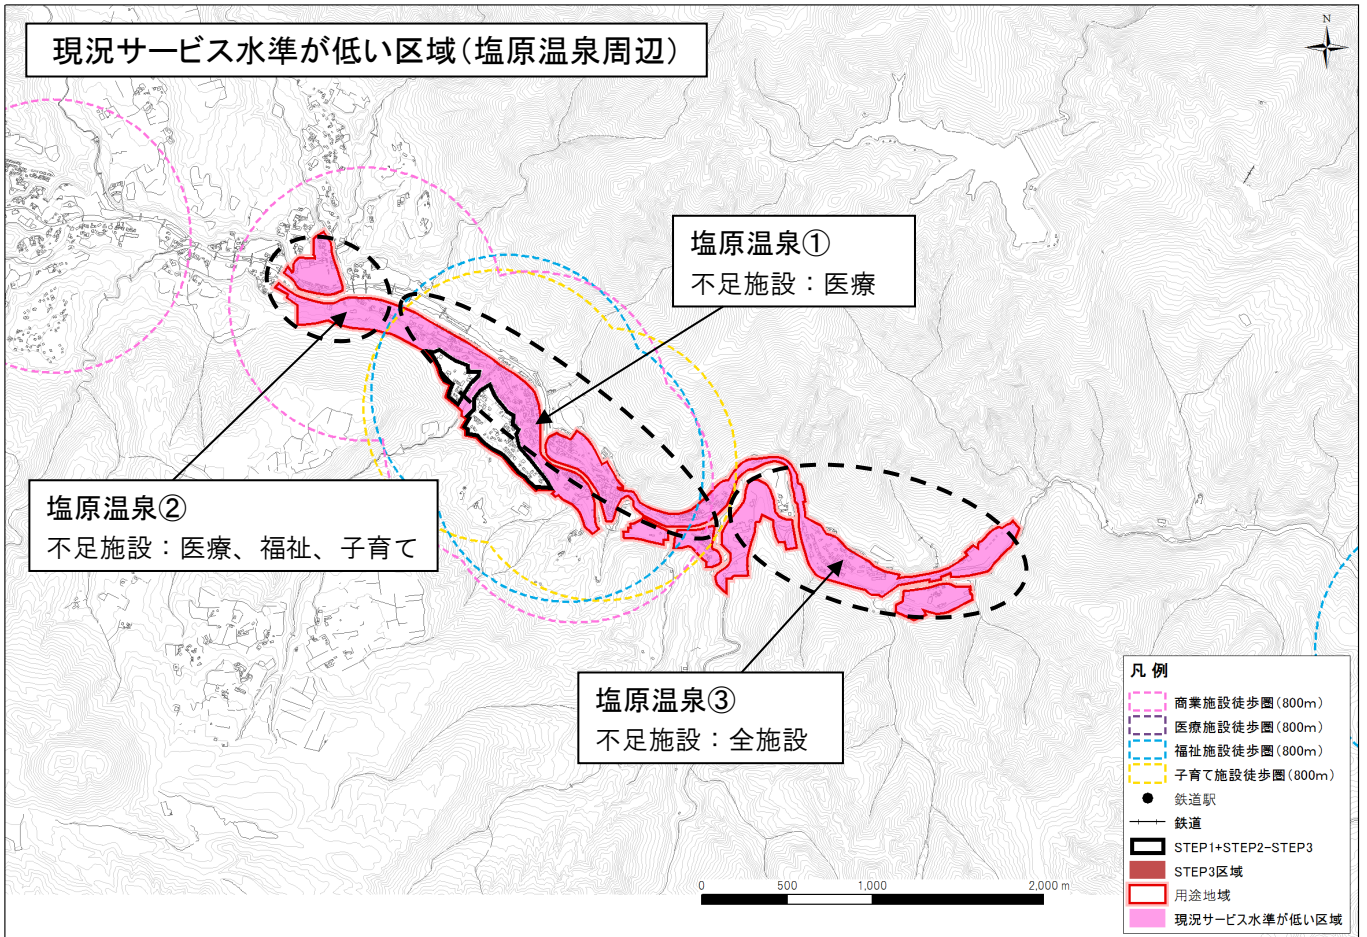 現況サービス水準が低い区域(塩原温泉周辺)
N
塩原温泉①
不足施設：医療
塩原温泉②
不足施設：医療、福祉、子育て
塩原温泉③
不足施設：全施設
凡例
商業施設徒歩圏(800m)
医療施設徒歩圏(800m)
福祉施設徒歩圏(800m)
子育て施設徒歩圏(800m)
鉄道駅
鉄道
STEP1+STEP2-STEP3
STEP3区域
用途地域
現況サービス水準が低い区域
0 500 1,000 2,000 m